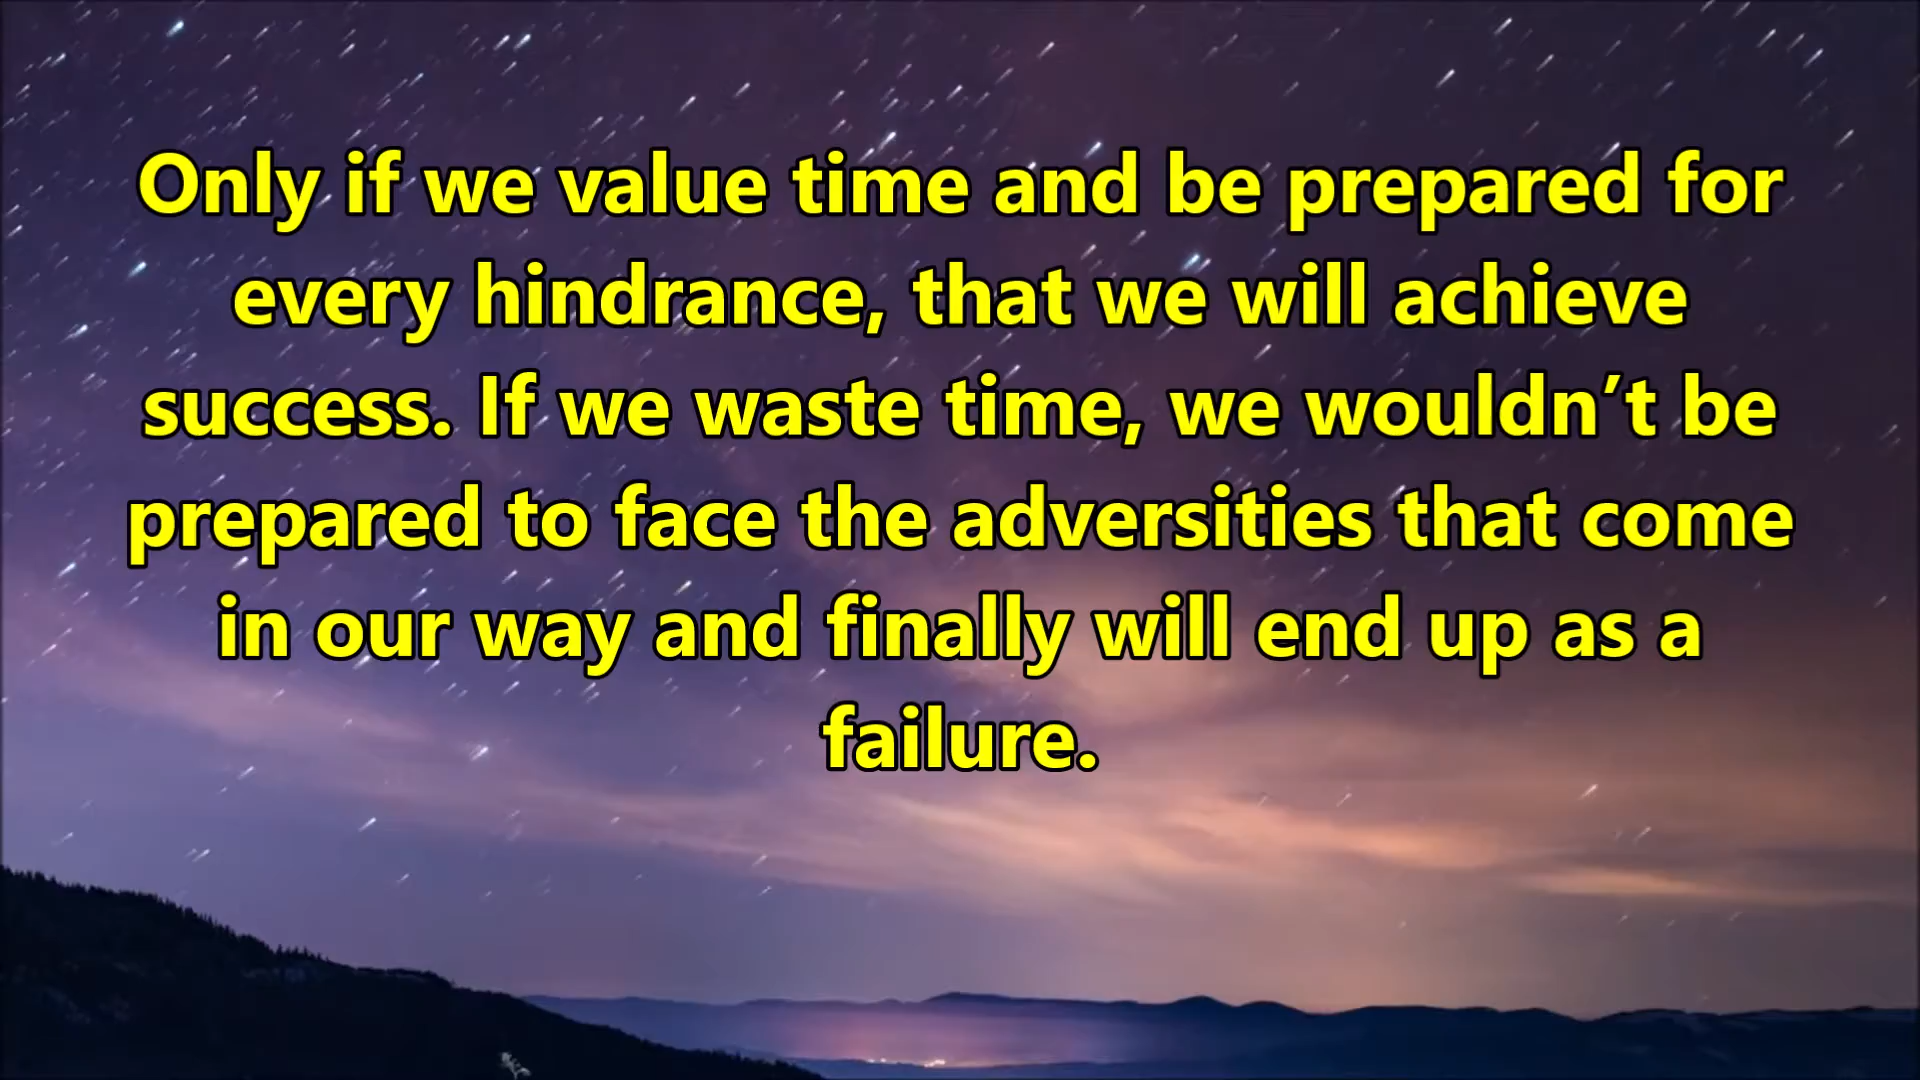 Only if we value time and be prepared for
every hindrance, that we will achieve
success. If we waste time, we wouldn’t be
prepared to face the adversities that come
in our way and finally will end up as a
failure.